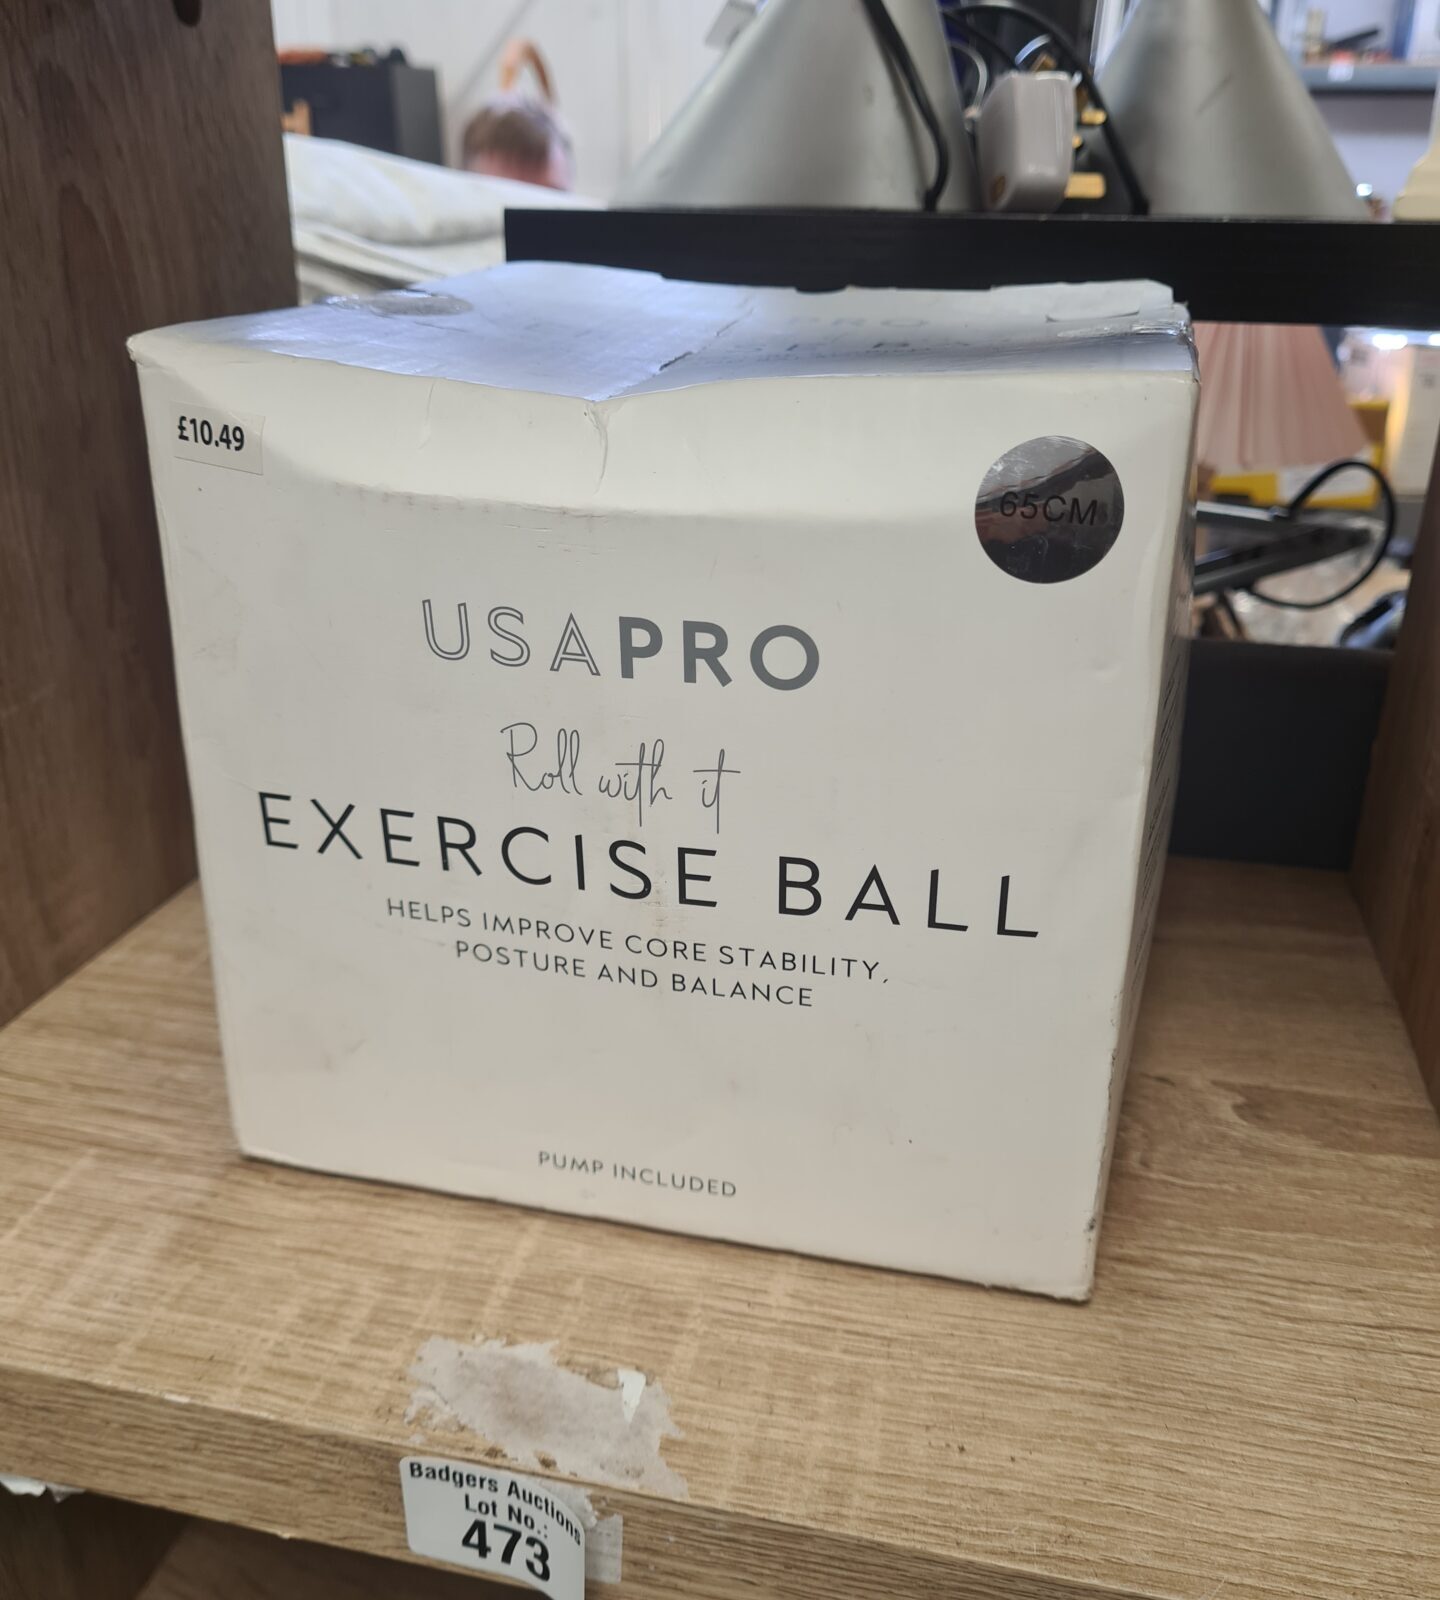 £10.49
65CM
USAPRO
Roll with it
EXERCISE BALL
HELPS IMPROVE CORE STABILITY,
POSTURE AND BALANCE
PUMP INCLUDED
Badgers Auctions
Lot No.:
473